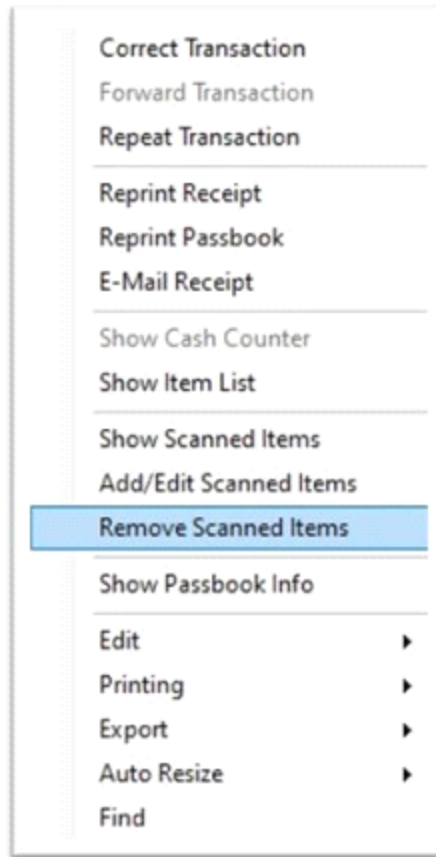 Correct Transaction
Forward Transaction
Repeat Transaction
Reprint Receipt
Reprint Passbook
E-Mail Receipt
Show Cash Counter
Show Item List
Show Scanned Items
Add/Edit Scanned Items
Remove Scanned Items
Show Passbook Info
Edit
Printing
Export
Auto Resize
Find